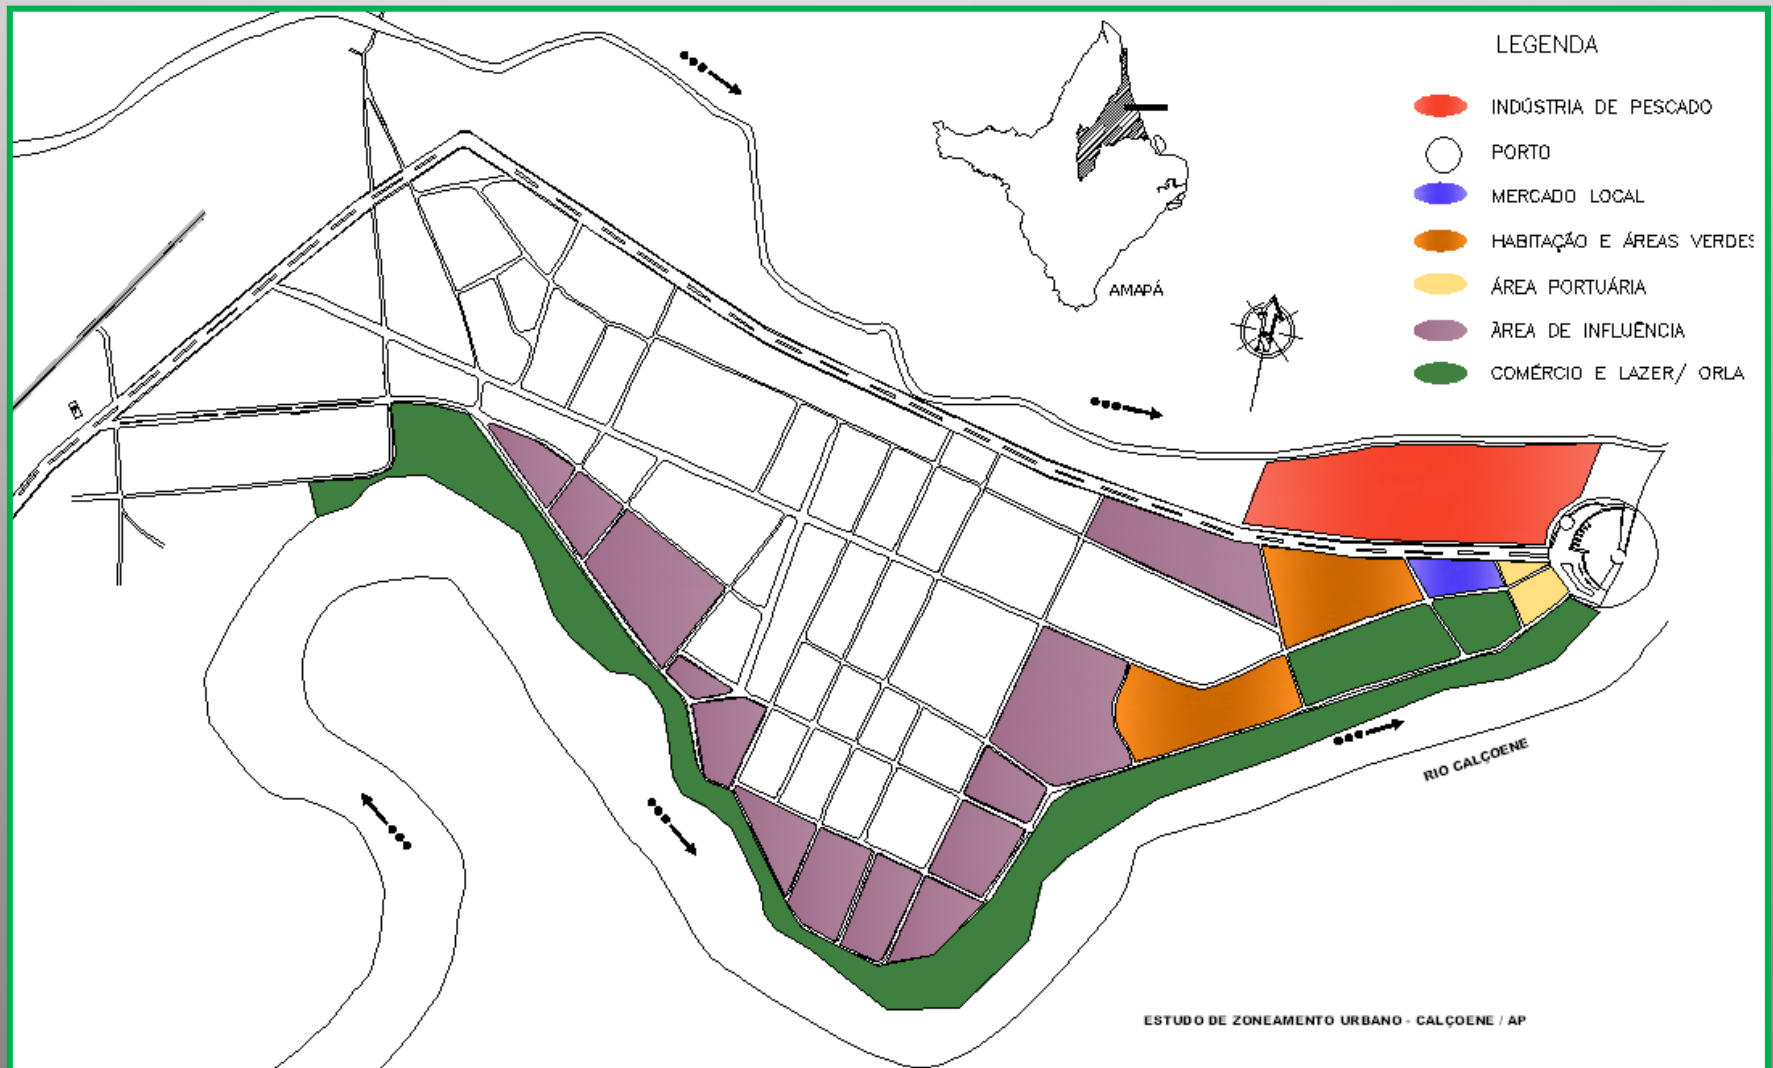 LEGENDA
INDÚSTRIA DE PESCADO
PORTO
MERCADO LOCAL
HABITAÇÃO E ÁREAS VERDES
ÁREA PORTUÁRIA
ÀREA DE INFLUÊNCIA
COMÉRCIO E LAZER/ ORLA
AMAPÁ
RIO CALÇOENE
ESTUDO DE ZONEAMENTO URBANO - CALÇOENE / AP